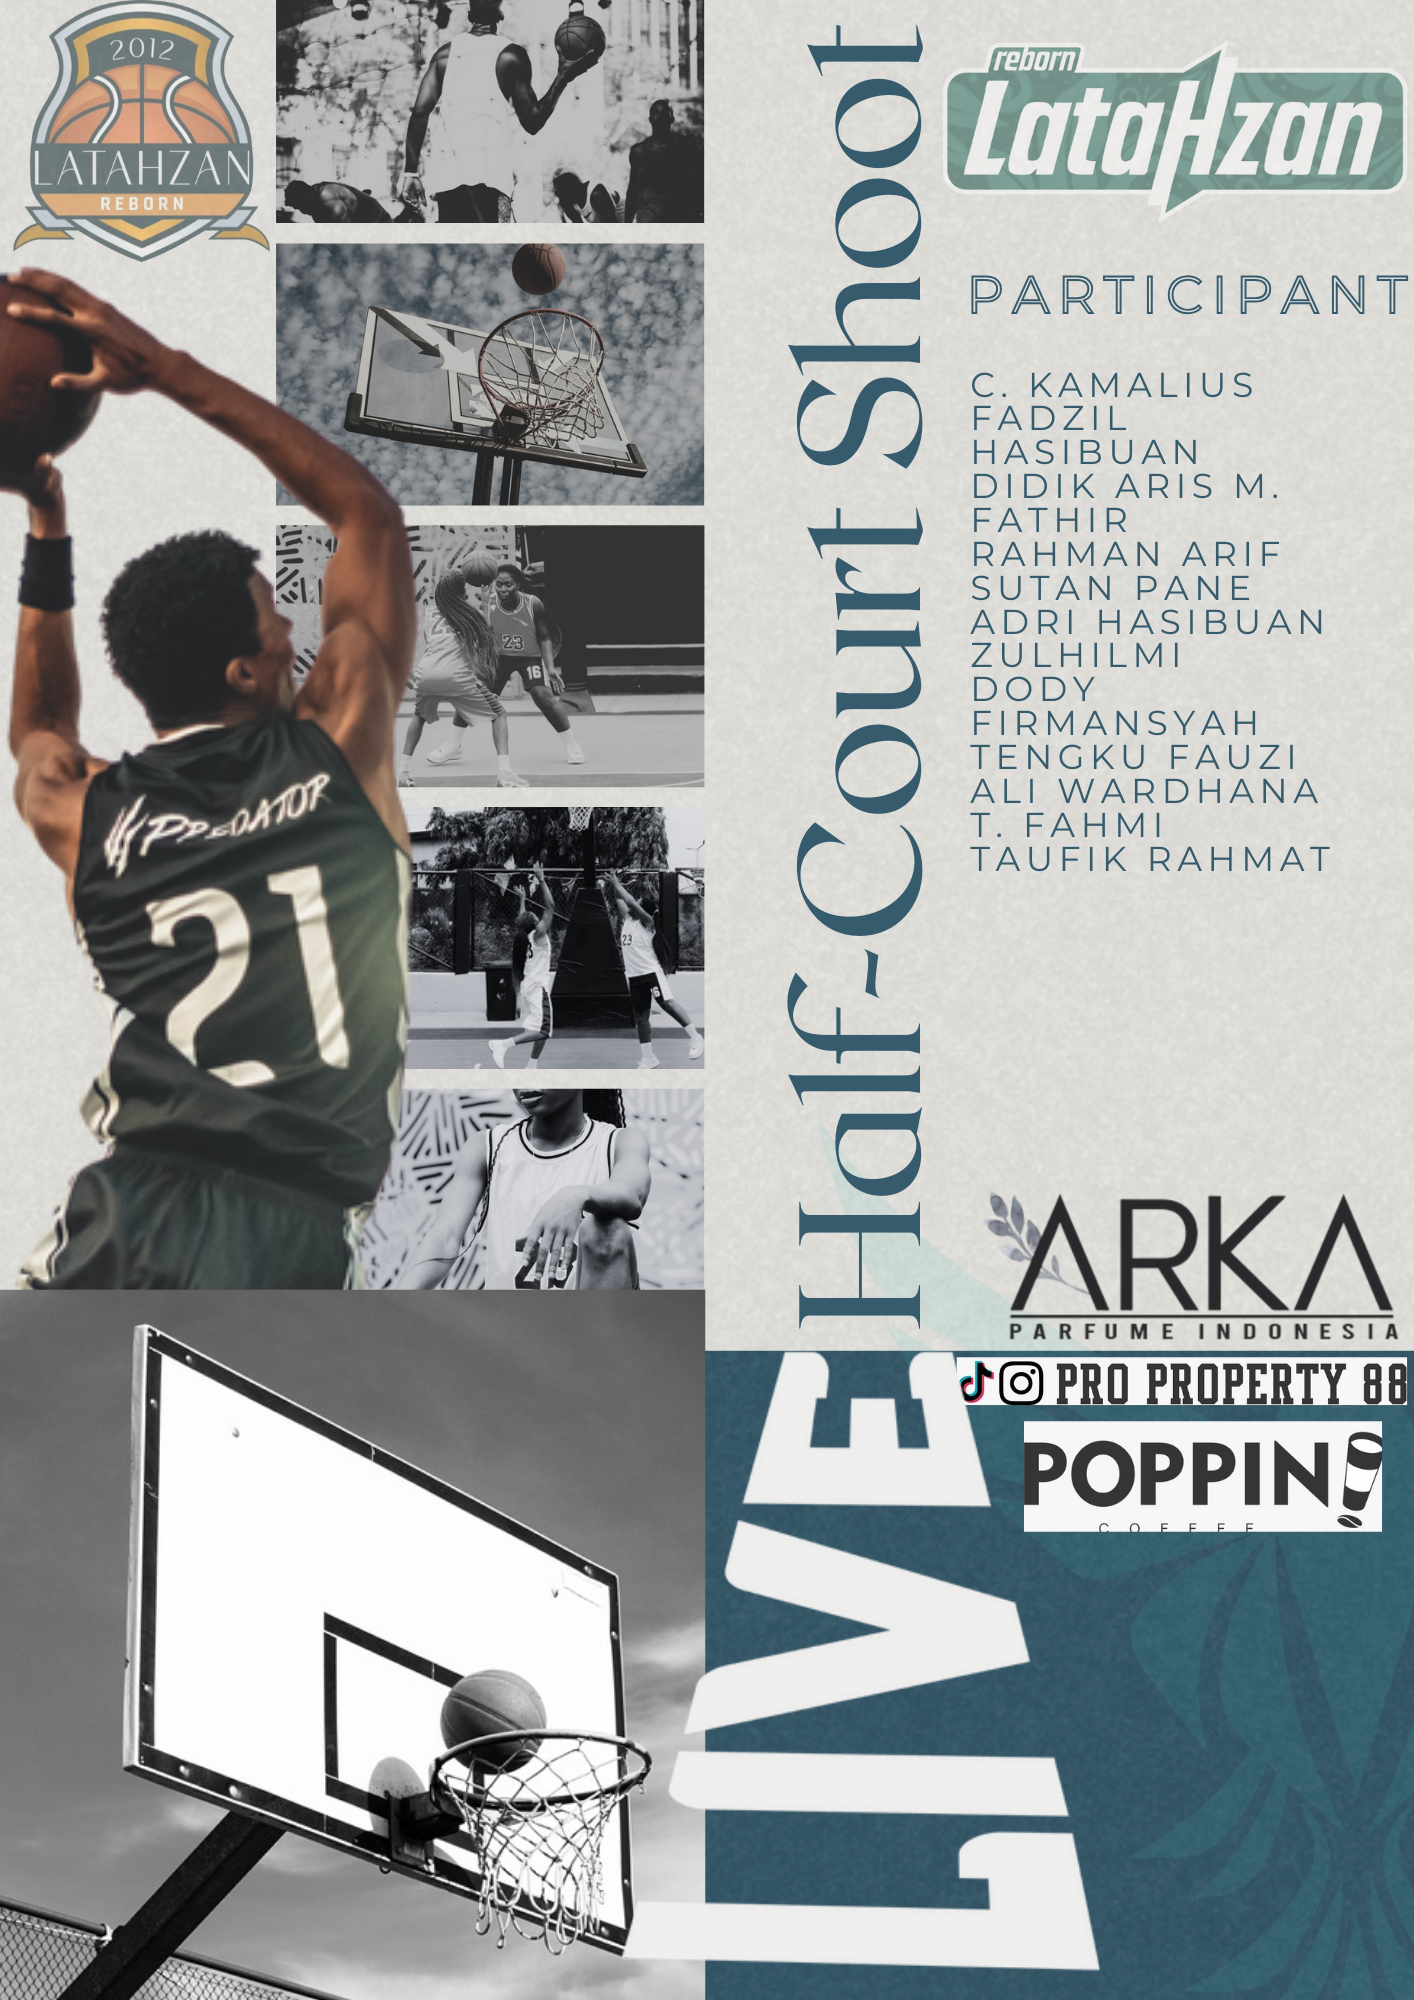 2012
LATAHZAN
REBORN
reborn
LataHzan
Half-Court Shoot
PARTICIPANT
C. KAMALIUS
FADZIL
HASIBUAN
DIDIK ARIS M.
FATHIR
RAHMAN ARIF
SUTAN PANE
ADRI HASIBUAN
ZULHILMI
DODY
FIRMANSYAH
TENGKU FAUZI
ALI WARDHANA
T. FAHMI
TAUFIK RAHMAT
23
16
23
16
PREDATOR
21
ARKA
PARFUME INDONESIA
PRO PROPERTY 88
POPPIN
COFFEE
LIVE